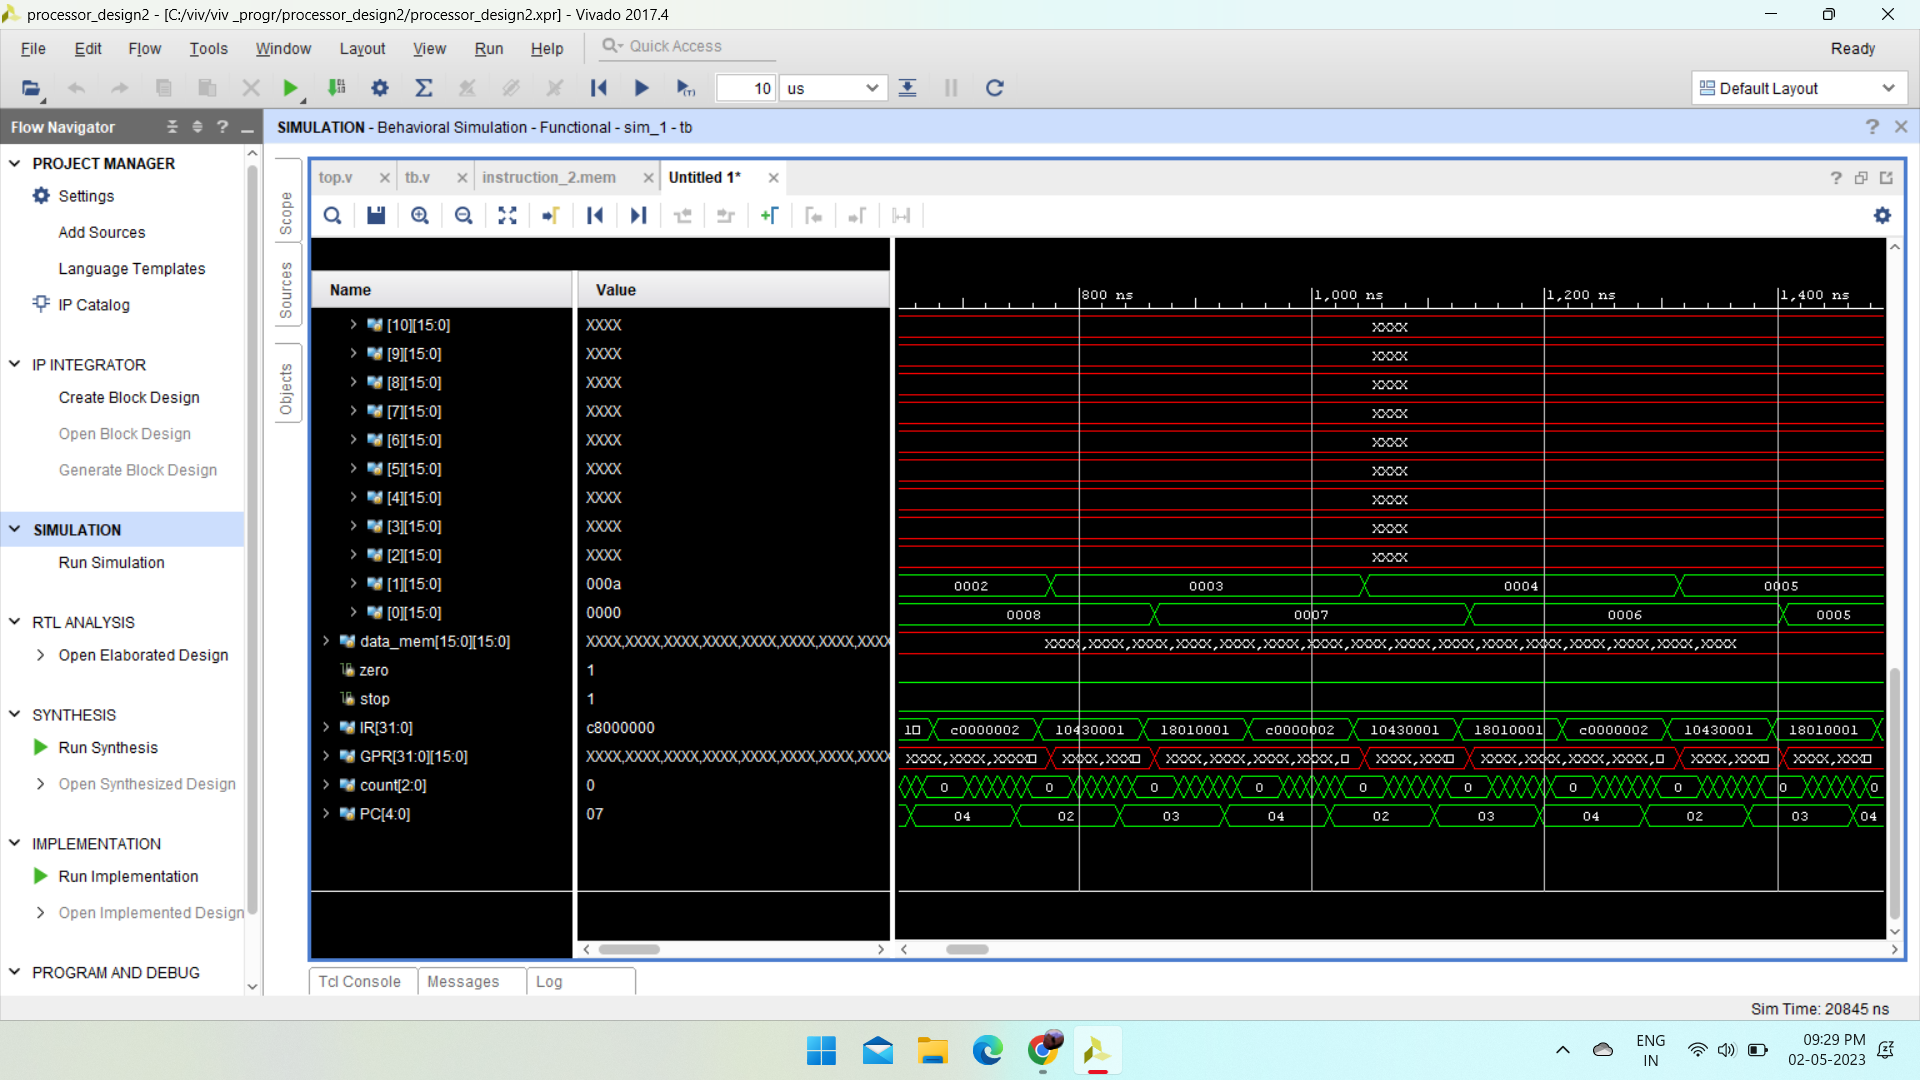 processor_design2 - [C:/viv/viv _progr/processor_design2/processor_design2.xpr] - Vivado 2017.4
File Edit Flow Tools Window Layout View Run Help Quick Access Ready
10 us Default Layout
Flow Navigator ? SIMULATION - Behavioral Simulation - Functional - sim_1 - tb ?
PROJECT MANAGER
Settings
Add Sources
Language Templates
IP Catalog
IP INTEGRATOR
Create Block Design
Open Block Design
Generate Block Design
SIMULATION
Run Simulation
RTL ANALYSIS
Open Elaborated Design
SYNTHESIS
Run Synthesis
Open Synthesized Design
IMPLEMENTATION
Run Implementation
Open Implemented Design
PROGRAM AND DEBUG
Scope
Sources
Objects
top.v tb.v instruction_2.mem Untitled 1* ?
Name Value 800 ns 1,000 ns 1,200 ns 1,400 ns
[10][15:0] XXXX XXXX
[9][15:0] XXXX XXXX
[8][15:0] XXXX XXXX
[7][15:0] XXXX XXXX
[6][15:0] XXXX XXXX
[5][15:0] XXXX XXXX
[4][15:0] XXXX XXXX
[3][15:0] XXXX XXXX
[2][15:0] XXXX XXXX
[1][15:0] 000a 0002 0003 0004 0005
[0][15:0] 0000 0008 0007 0006 0005
data_mem[15:0][15:0] XXXX,XXXX,XXXX,XXXX,XXXX,XXXX,XXXX,XXXX XXXX,XXXX,XXXX,XXXX,XXXX,XXXX,XXXX,XXXX,XXXX,XXXX,XXXX,XXXX,XXXX,XXXX,XXXX,XXXX
zero 1
stop 1
IR[31:0] c8000000 1 c0000002 10430001 18010001 c0000002 10430001 18010001 c0000002 10430001 18010001
GPR[31:0][15:0] XXXX,XXXX,XXXX,XXXX,XXXX,XXXX,XXXX,XXXX XXXX,XXXX,XXXX XXXX,XXX XXXX,XXXX,XXXX,XXXX, XXXX,XXX XXXX,XXXX,XXXX,XXXX, XXXX,XXX XXXX,XXX
count[2:0] 0 0 0 0 0 0 0 0 0 0 0
PC[4:0] 07 04 02 03 04 02 03 04 02 03 04
Tcl Console Messages Log
Sim Time: 20845 ns
ENG
IN
09:29 PM
02-05-2023